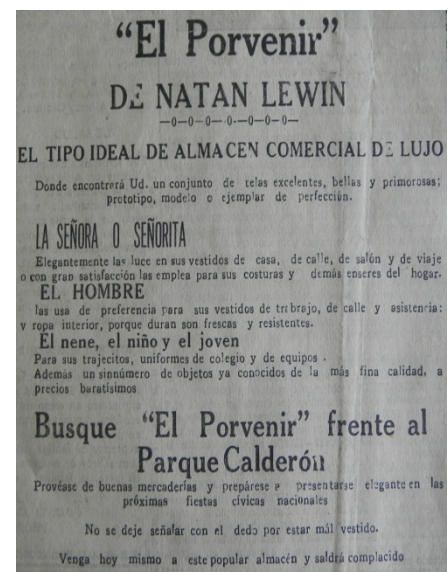 “El Porvenir”
DE NATAN LEWIN
—0—0—0—0—0—0—0—
EL TIPO IDEAL DE ALMACEN COMERCIAL DE LUJO
Donde encontrará Ud. un conjunto de telas excelentes, bellas y primorosas;
prototipo, modelo o ejemplar de perfección.
LA SEÑORA O SEÑORITA
Elegantemente las luce en sus vestidos de casa, de calle, de salón y de viaje
o con gran satisfacción las emplea para sus costuras y demás enseres del hogar.
EL HOMBRE
las usa de preferencia para sus vestidos de trabajo, de calle y asistencia:
y ropa interior, porque duran son frescas y resistentes.
El nene, el niño y el joven
Para sus trajecitos, uniformes de colegio y de equipos.
Además un sinnúmero de objetos ya conocidos de la más fina calidad, a
precios baratísimos
Busque “El Porvenir” frente al
Parque Calderón
Provéase de buenas mercaderías y prepárese a presentarse elegante en las
próximas fiestas cívicas nacionales
No se deje señalar con el dedo por estar mál vestido.
Venga hoy mismo a este popular almacén y saldrá complacido